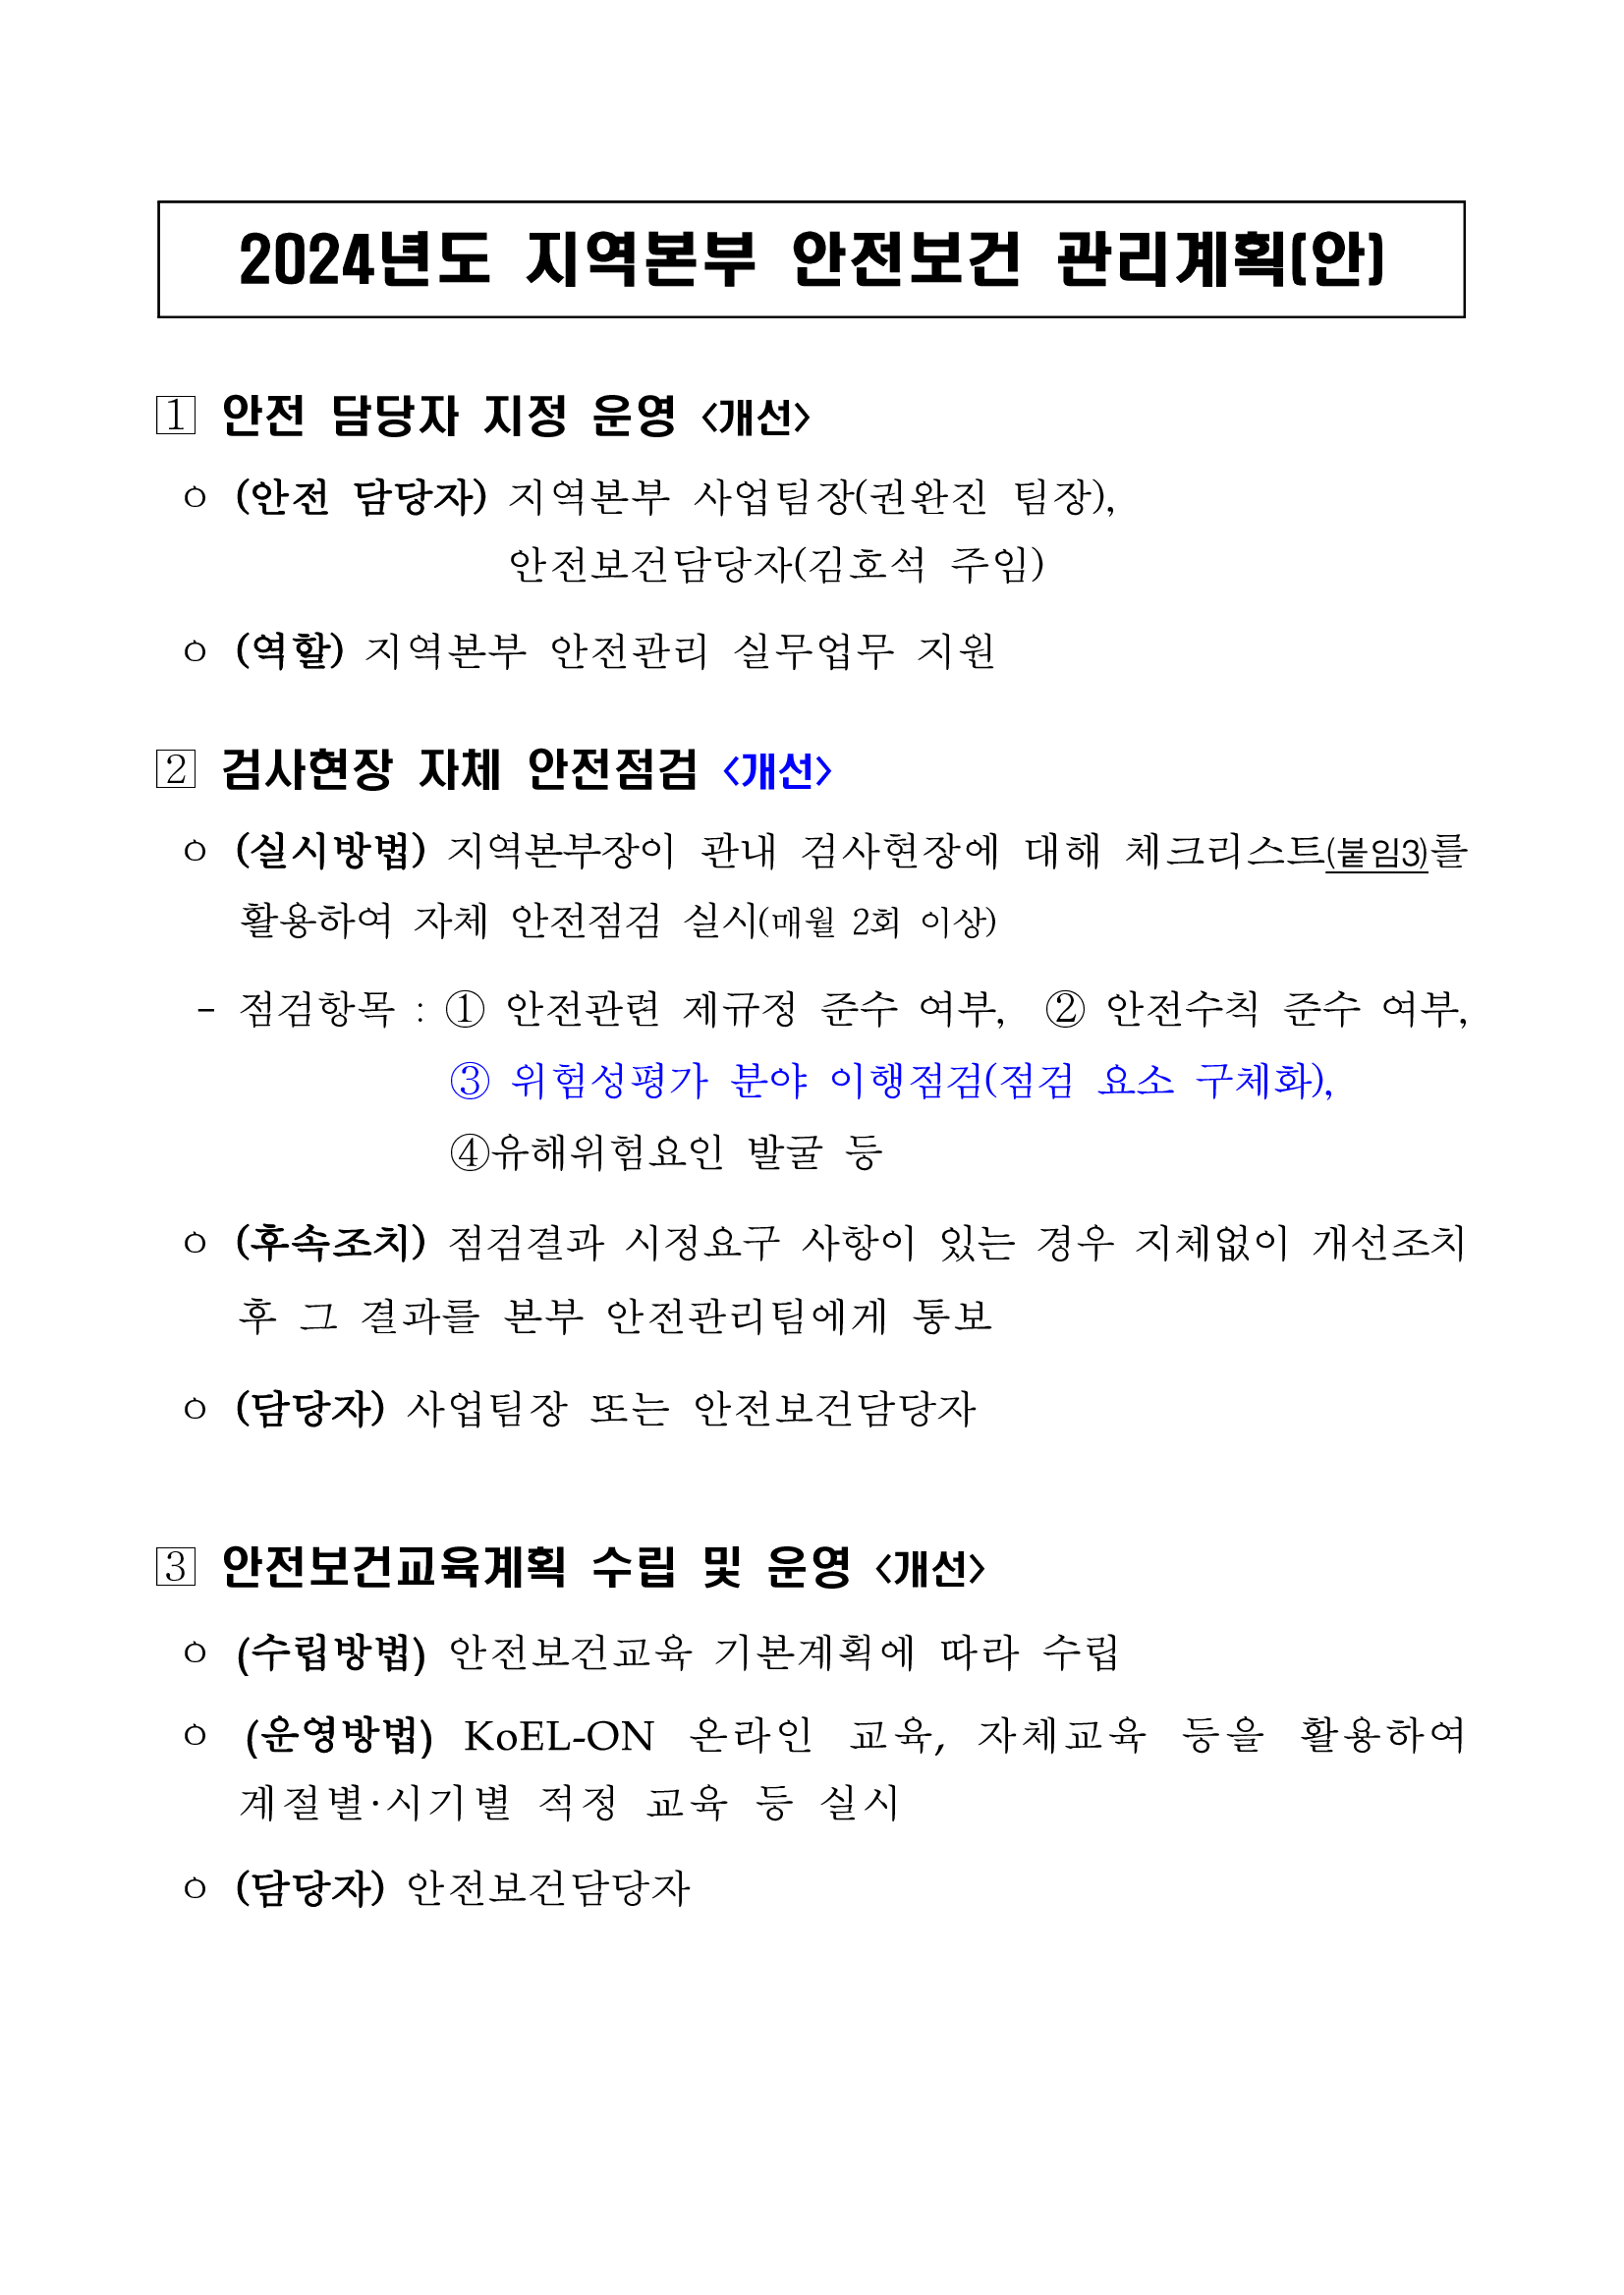 2024년도 지역본부 안전보건 관리계획(안)
1 안전 담당자 지정 운영 <개선>
ㅇ (안전 담당자) 지역본부 사업팀장(권완진 팀장),
안전보건담당자(김호석 주임)
ㅇ (역할) 지역본부 안전관리 실무업무 지원
2 검사현장 자체 안전점검 <개선>
ㅇ (실시방법) 지역본부장이 관내 검사현장에 대해 체크리스트(붙임3)를
활용하여 자체 안전점검 실시(매월 2회 이상)
- 점검항목 : ① 안전관련 제규정 준수 여부, ② 안전수칙 준수 여부,
③ 위험성평가 분야 이행점검(점검 요소 구체화),
④유해위험요인 발굴 등
ㅇ (후속조치) 점검결과 시정요구 사항이 있는 경우 지체없이 개선조치
후 그 결과를 본부 안전관리팀에게 통보
ㅇ (담당자) 사업팀장 또는 안전보건담당자
3 안전보건교육계획 수립 및 운영 <개선>
ㅇ (수립방법) 안전보건교육 기본계획에 따라 수립
ㅇ (운영방법) KoEL-ON 온라인 교육, 자체교육 등을 활용하여
계절별·시기별 적정 교육 등 실시
ㅇ (담당자) 안전보건담당자